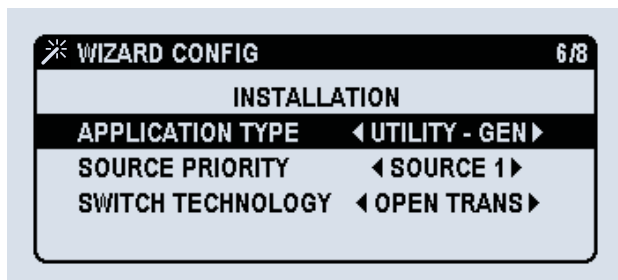 WIZARD CONFIG 6/8
INSTALLATION
APPLICATION TYPE ◀ UTILITY - GEN ▶
SOURCE PRIORITY ◀ SOURCE 1 ▶
SWITCH TECHNOLOGY ◀ OPEN TRANS ▶